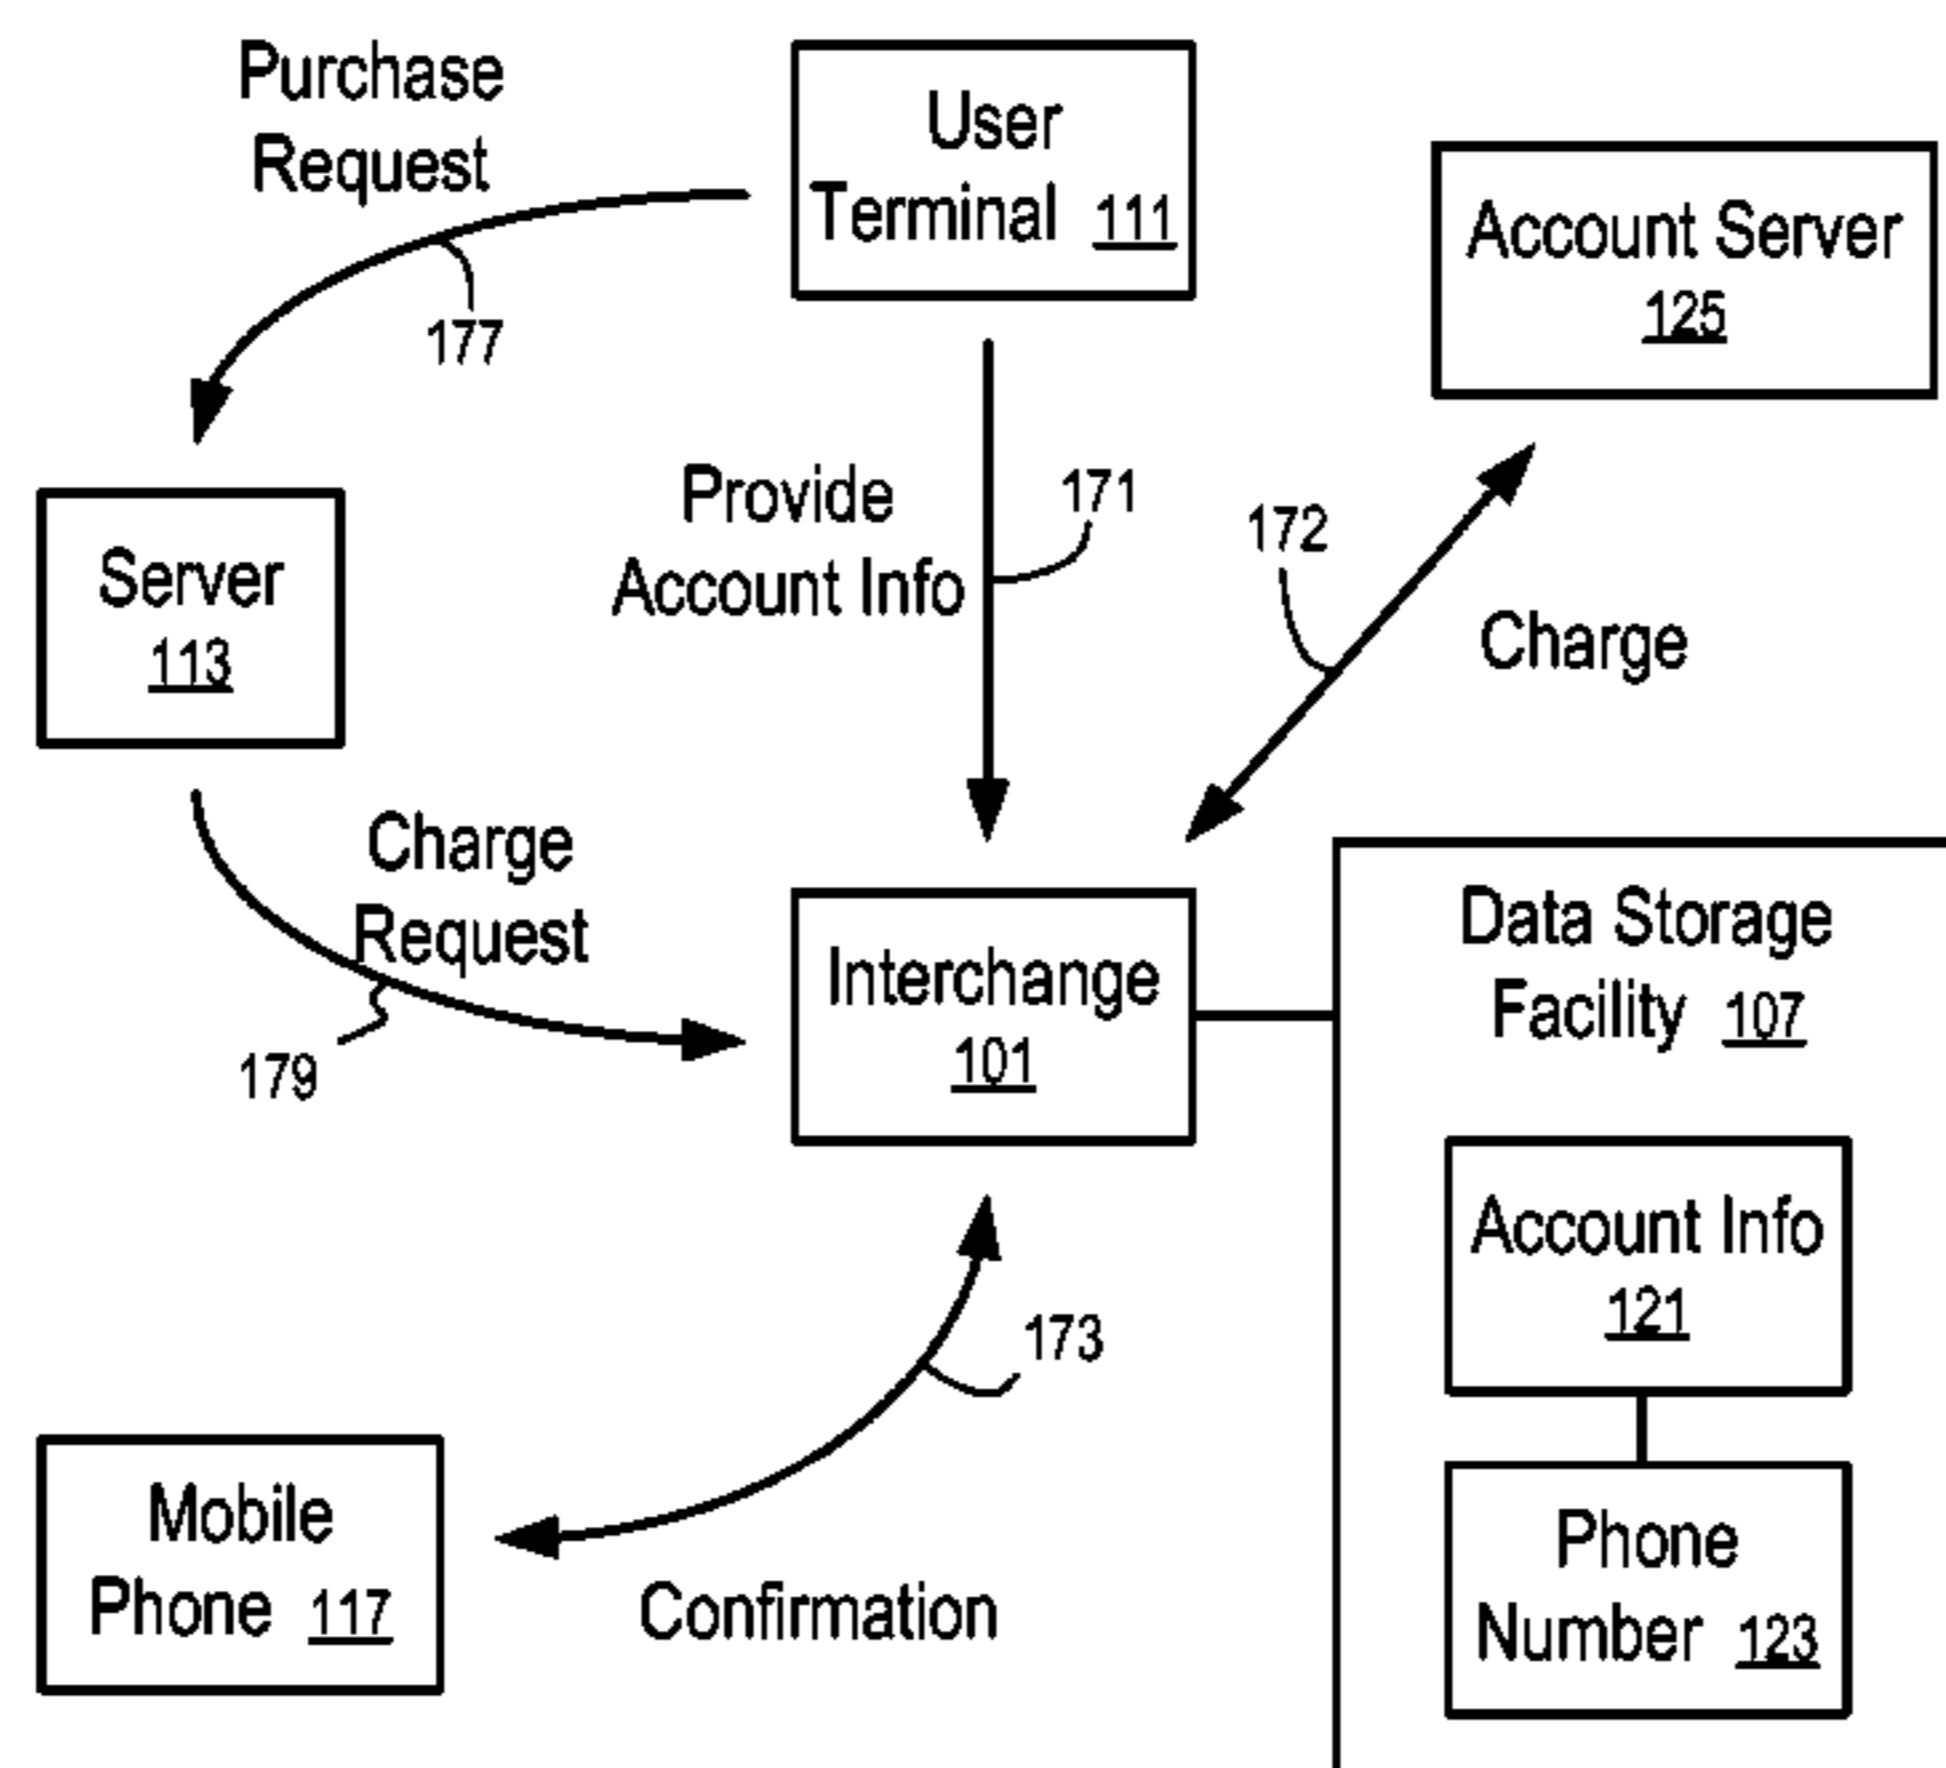 Purchase
Request
177
User
Terminal 111
Account Server
125
Server
113
Provide
Account Info
171
172
Charge
Charge
Request
179
Interchange
101
Data Storage
Facility 107
Account Info
121
173
Mobile
Phone 117
Confirmation
Phone
Number 123